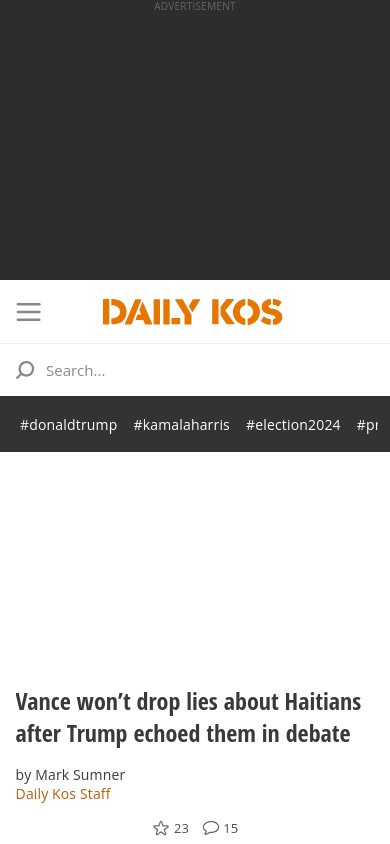 ADVERTISEMENT
DAILY KOS
Search...
#donaldtrump #kamalaharris #election2024 #pr
Vance won’t drop lies about Haitians
after Trump echoed them in debate
by Mark Sumner
Daily Kos Staff
23 15